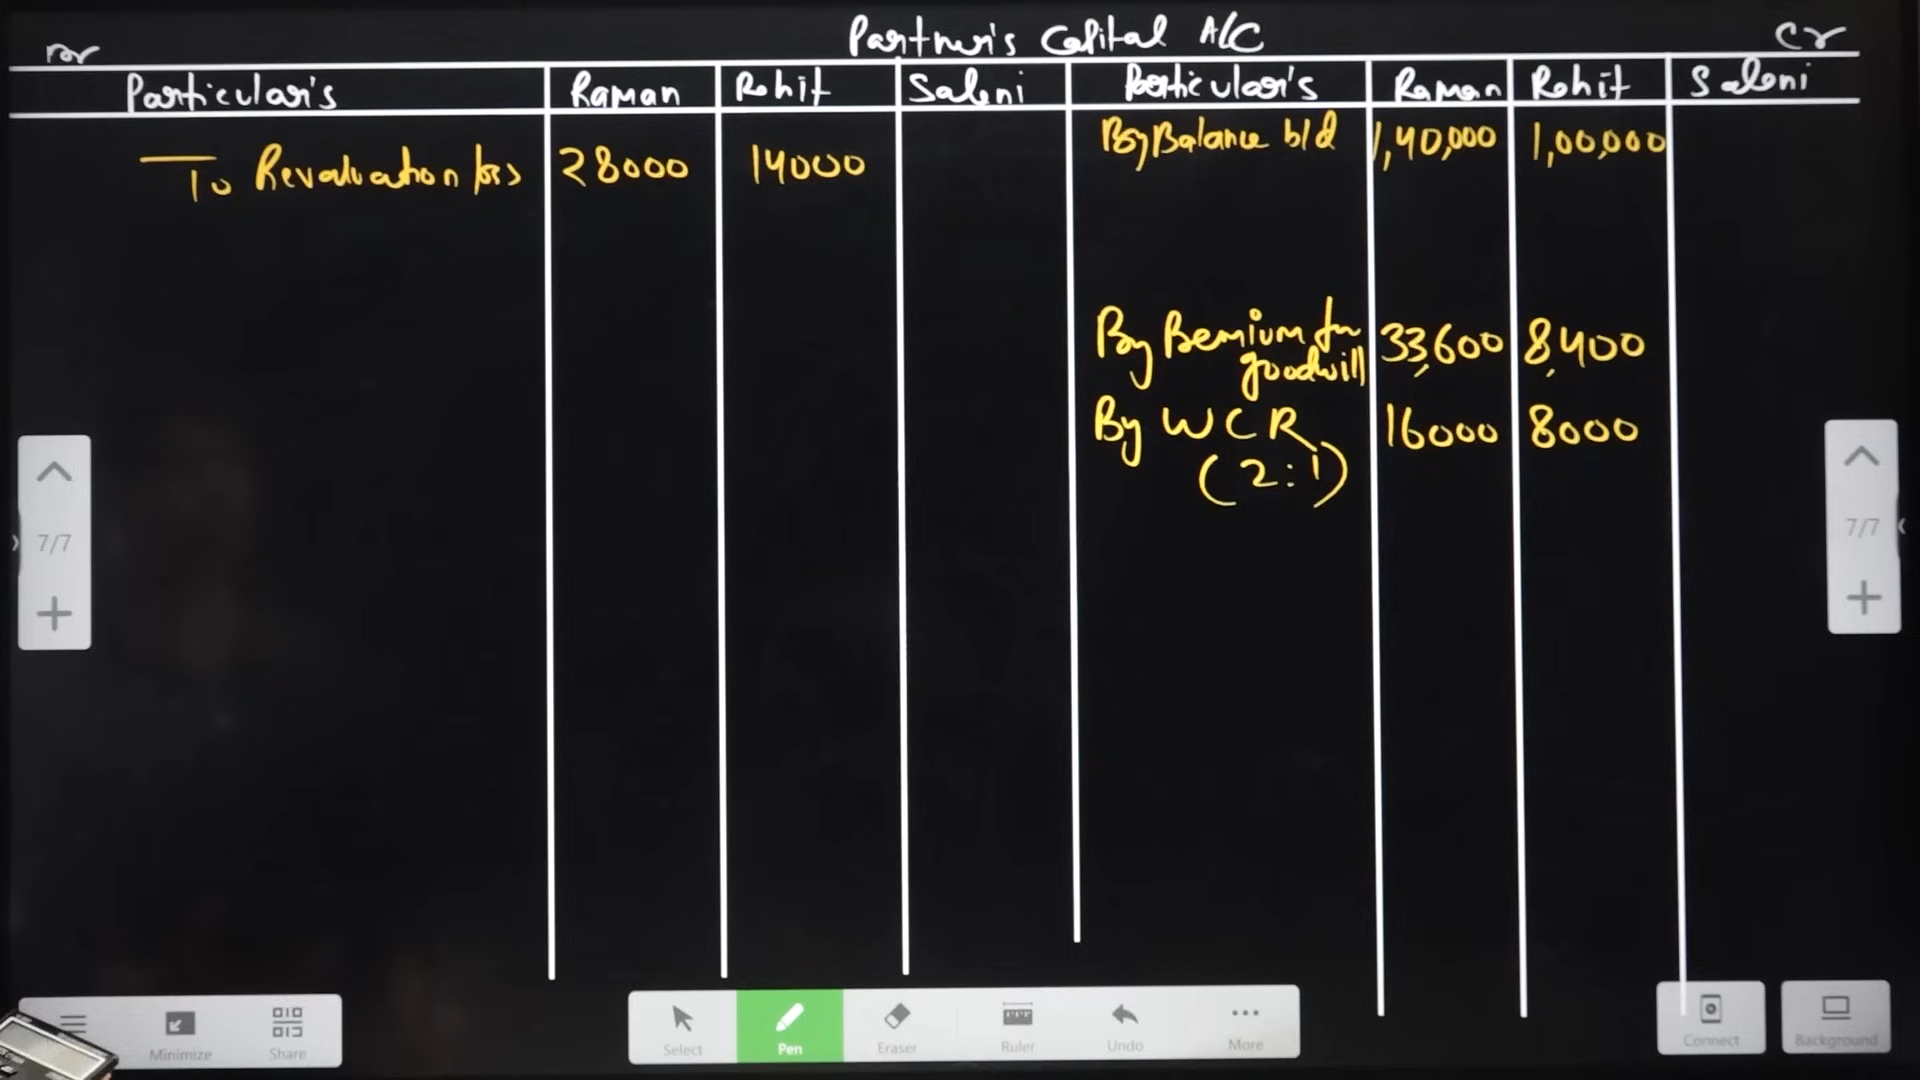 Partner's Capital A/C
Dr
Cr
Particular's Raman Rohit Saloni Particular's Raman Rohit Saloni
To Revaluation loss 28000 14000
By Balance b/d 1,40,000 1,00,000
By Premium for goodwill 33,600 8,400
By WCR 16000 8000
(2:1)
7/7
7/7
Minimize
Share
Select
Pen
Eraser
Ruler
Undo
More
Connect
Background